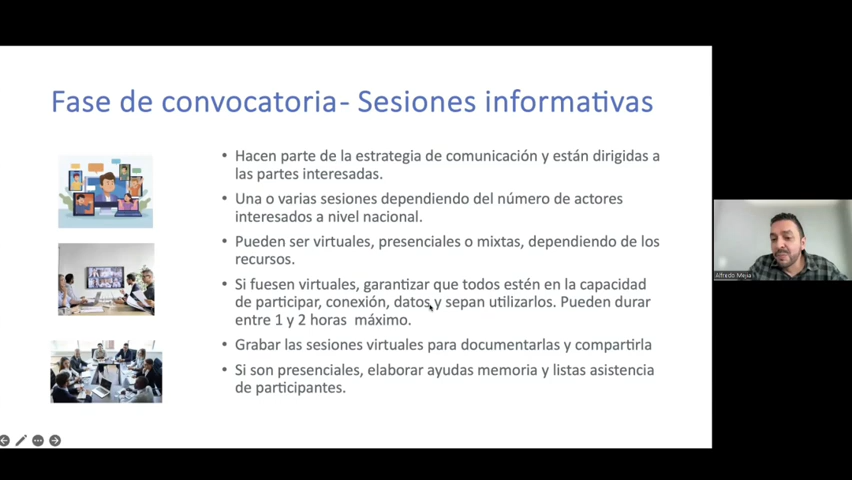 Fase de convocatoria- Sesiones informativas
• Hacen parte de la estrategia de comunicación y están dirigidas a
las partes interesadas.
• Una o varias sesiones dependiendo del número de actores
interesados a nivel nacional.
• Pueden ser virtuales, presenciales o mixtas, dependiendo de los
recursos.
• Si fuesen virtuales, garantizar que todos estén en la capacidad
de participar, conexión, datos y sepan utilizarlos. Pueden durar
entre 1 y 2 horas máximo.
• Grabar las sesiones virtuales para documentarlas y compartirla
• Si son presenciales, elaborar ayudas memoria y listas asistencia
de participantes.
Alfredo Mejia